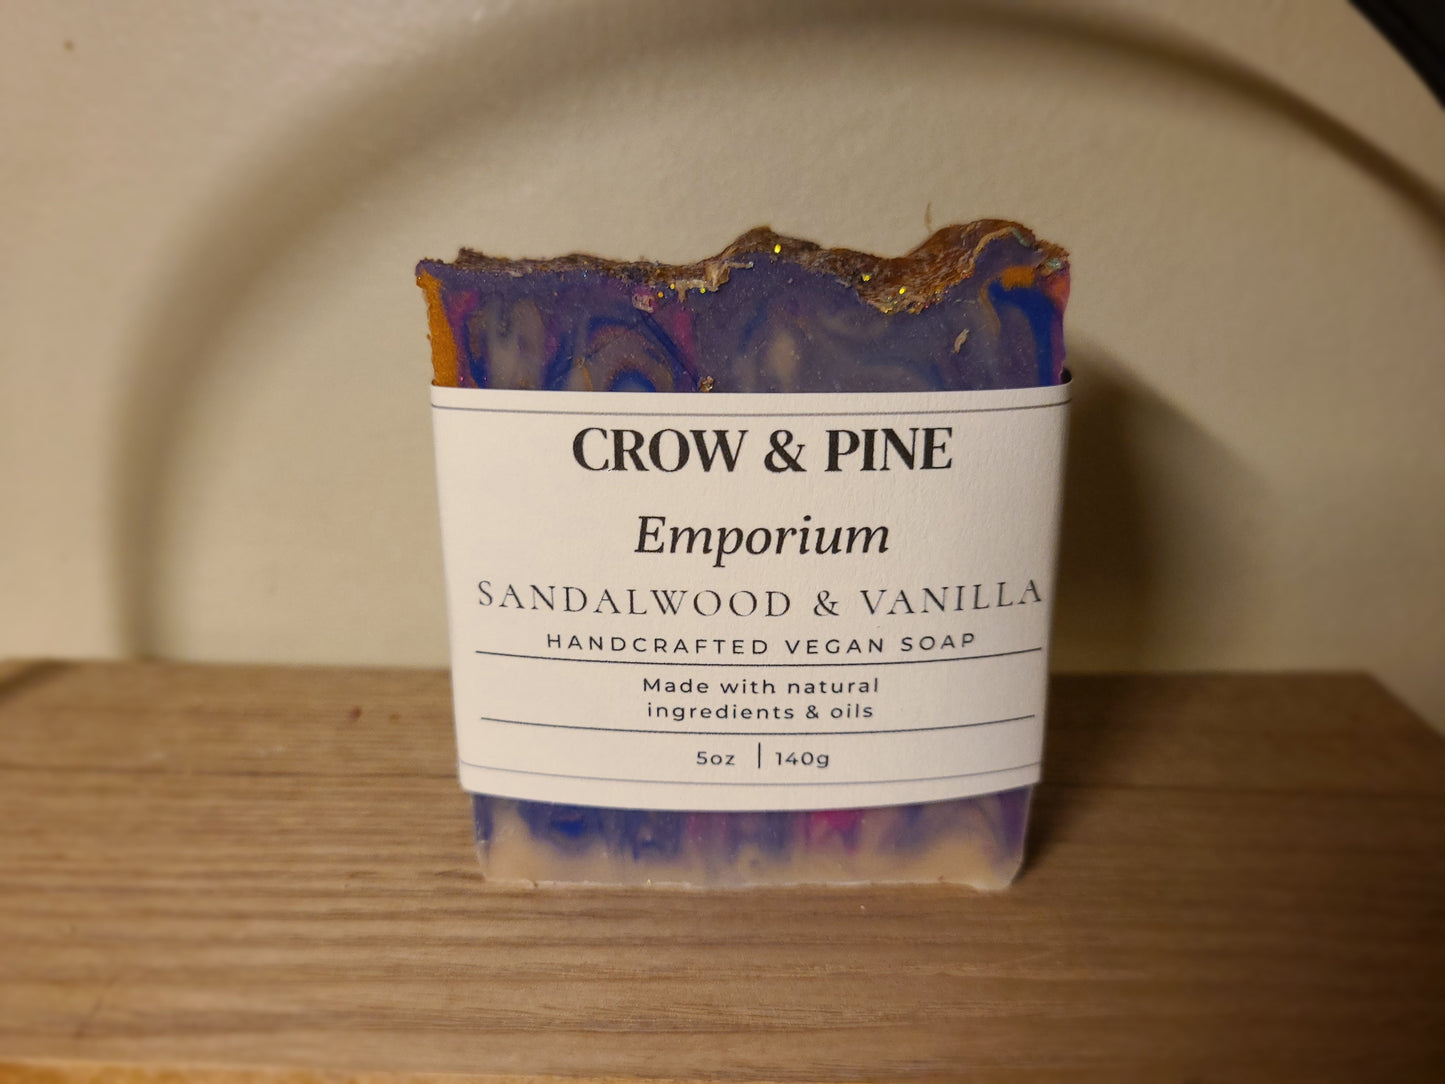 CROW & PINE
Emporium
SANDALWOOD & VANILLA
HANDCRAFTED VEGAN SOAP
Made with natural
ingredients & oils
5oz | 140g